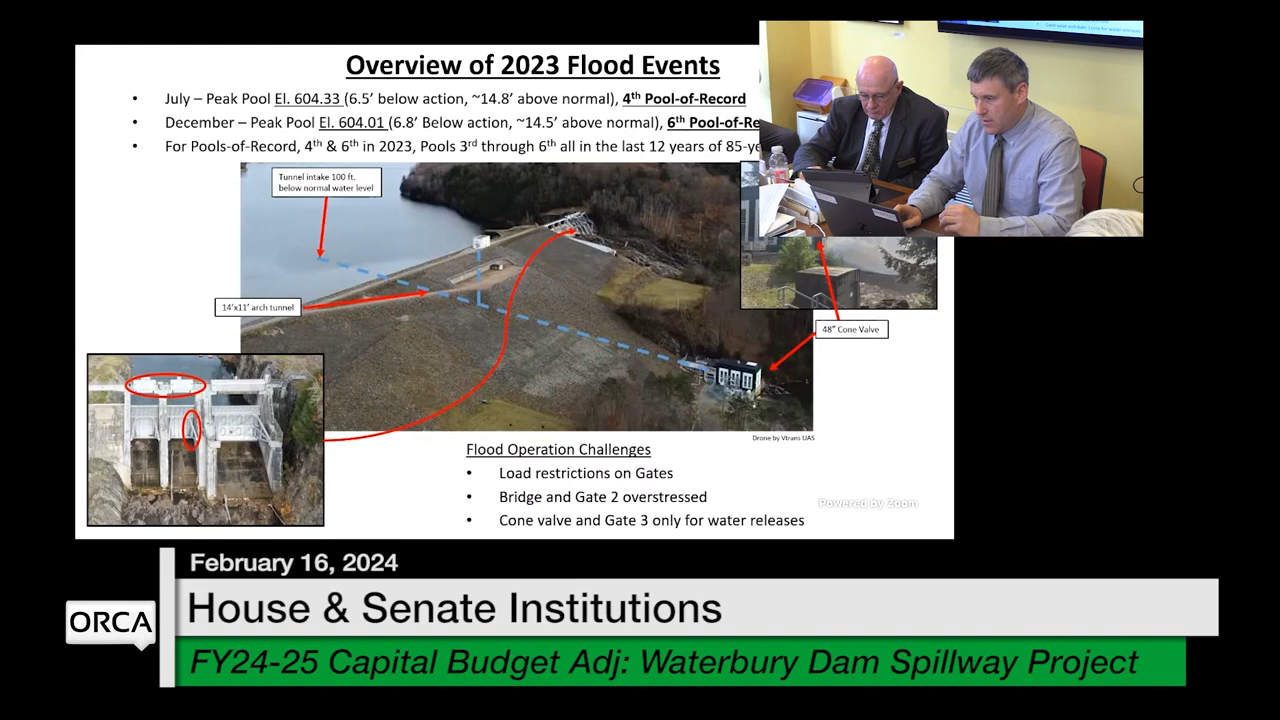 Overview of 2023 Flood Events
• July – Peak Pool El. 604.33 (6.5' below action, ~14.8' above normal), 4th Pool-of-Record
• December – Peak Pool El. 604.01 (6.8' Below action, ~14.5' above normal), 6th Pool-of-Re
• For Pools-of-Record, 4th & 6th in 2023, Pools 3rd through 6th all in the last 12 years of 85-ye
Tunnel intake 100 ft.
below normal water level
14'x11' arch tunnel
48" Cone Valve
Drone by Vtrans UAS
Flood Operation Challenges
• Load restrictions on Gates
• Bridge and Gate 2 overstressed
• Cone valve and Gate 3 only for water releases
Powered by Zoom
February 16, 2024
ORCA
House & Senate Institutions
FY24-25 Capital Budget Adj: Waterbury Dam Spillway Project